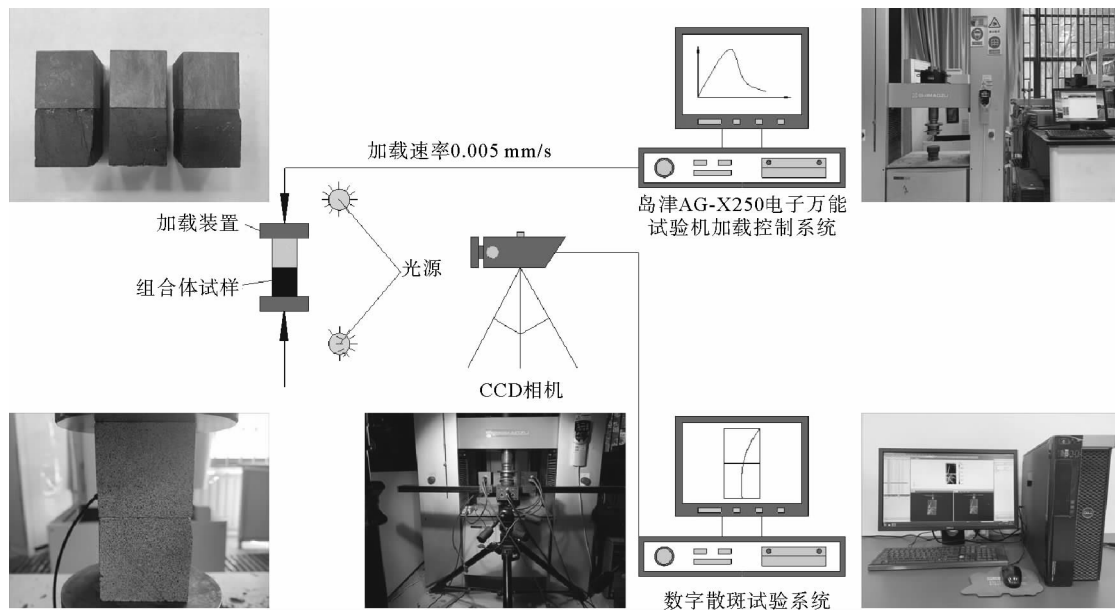 加载速率0.005 mm/s
岛津AG-X250电子万能
试验机加载控制系统
加载装置
光源
组合体试样
CCD相机
数字散斑试验系统